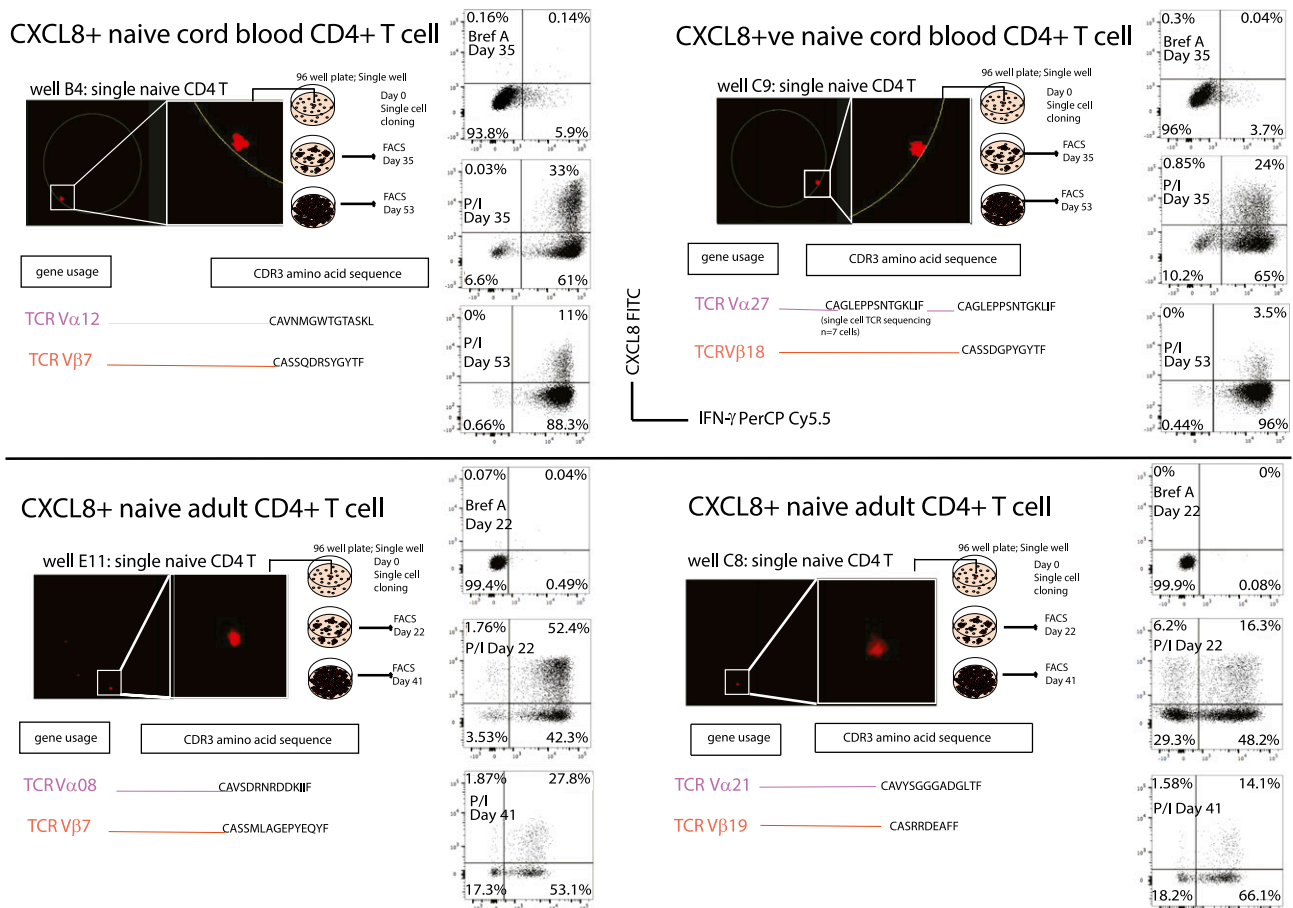 CXCL8+ naive cord blood CD4+ T cell
well B4: single naive CD4 T
96 well plate; Single well
Day 0
Single cell
cloning
FACS
Day 35
FACS
Day 53
gene usage
CDR3 amino acid sequence
TCR Vα12
CAVNMGWTGTASKL
TCR Vβ7
CASSQDRSYGYTF
0.16% 0.14%
Bref A
Day 35
93.8% 5.9%
0.03% 33%
P/I
Day 35
6.6% 61%
0% 11%
P/I
Day 53
0.66% 88.3%
CXCL8+ve naive cord blood CD4+ T cell
well C9: single naive CD4 T
96 well plate; Single well
Day 0
Single cell
cloning
FACS
Day 35
FACS
Day 53
gene usage
CDR3 amino acid sequence
TCR Vα27
CAGLEPPSNTGKLIF CAGLEPPSNTGKLIF
(single cell TCR sequencing
n=7 cells)
TCRVβ18
CASSDGPYGYTF
CXCL8 FITC
IFN-γ PerCP Cy5.5
0.3% 0.04%
Bref A
Day 35
96% 3.7%
0.85% 24%
P/I
Day 35
10.2% 65%
0% 3.5%
P/I
Day 53
0.44% 96%
CXCL8+ naive adult CD4+ T cell
well E11: single naive CD4 T
96 well plate; Single well
Day 0
Single cell
cloning
FACS
Day 22
FACS
Day 41
gene usage
CDR3 amino acid sequence
TCR Vα08
CAVSDRNRDDKIIF
TCR Vβ7
CASSMLAGEPYEQYF
0.07% 0.04%
Bref A
Day 22
99.4% 0.49%
1.76% 52.4%
P/I Day 22
3.53% 42.3%
1.87% 27.8%
P/I
Day 41
17.3% 53.1%
CXCL8+ naive adult CD4+ T cell
well C8: single naive CD4 T
96 well plate; Single well
Day 0
Single cell
cloning
FACS
Day 22
FACS
Day 41
gene usage
CDR3 amino acid sequence
TCR Vα21
CAVYSGGGADGLTF
TCR Vβ19
CASRRDEAFF
0% 0%
Bref A
Day 22
99.9% 0.08%
6.2% 16.3%
P/I Day 22
29.3% 48.2%
1.58% 14.1%
P/I Day 41
18.2% 66.1%